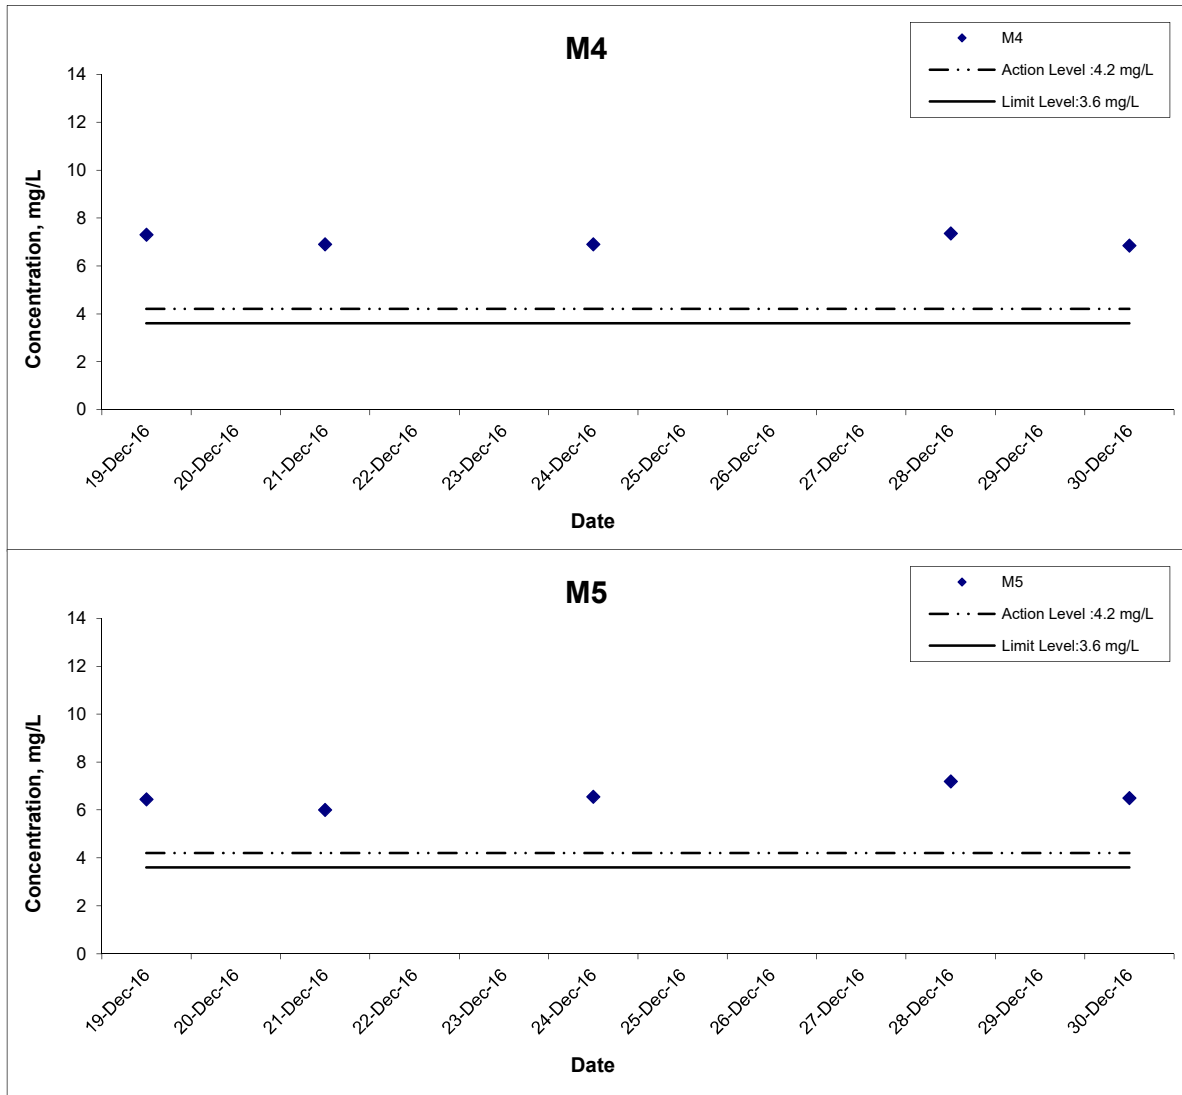 M4
M4
Action Level :4.2 mg/L
Limit Level:3.6 mg/L
Concentration, mg/L
14
12
10
8
6
4
2
0
19-Dec-16
20-Dec-16
21-Dec-16
22-Dec-16
23-Dec-16
24-Dec-16
25-Dec-16
26-Dec-16
27-Dec-16
28-Dec-16
29-Dec-16
30-Dec-16
Date
M5
M5
Action Level :4.2 mg/L
Limit Level:3.6 mg/L
Concentration, mg/L
14
12
10
8
6
4
2
0
19-Dec-16
20-Dec-16
21-Dec-16
22-Dec-16
23-Dec-16
24-Dec-16
25-Dec-16
26-Dec-16
27-Dec-16
28-Dec-16
29-Dec-16
30-Dec-16
Date